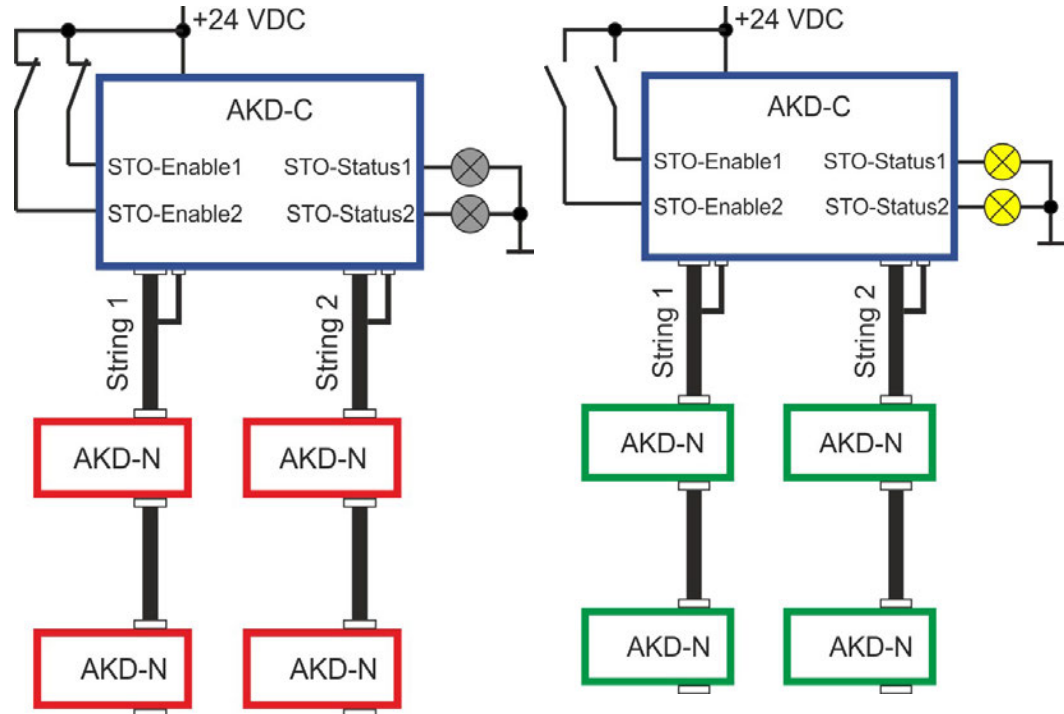 +24 VDC
AKD-C
STO-Enable1 STO-Status1
STO-Enable2 STO-Status2
String 1
String 2
AKD-N AKD-N
AKD-N AKD-N
+24 VDC
AKD-C
STO-Enable1 STO-Status1
STO-Enable2 STO-Status2
String 1
String 2
AKD-N AKD-N
AKD-N AKD-N